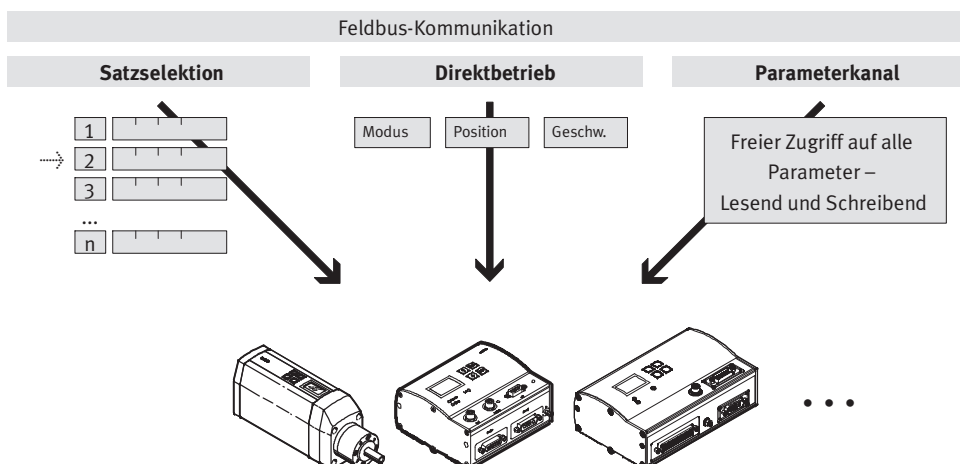 Feldbus-Kommunikation
Satzselektion
Direktbetrieb
Parameterkanal
1
2
3
...
n
Modus
Position
Geschw.
Freier Zugriff auf alle
Parameter –
Lesend und Schreibend
...